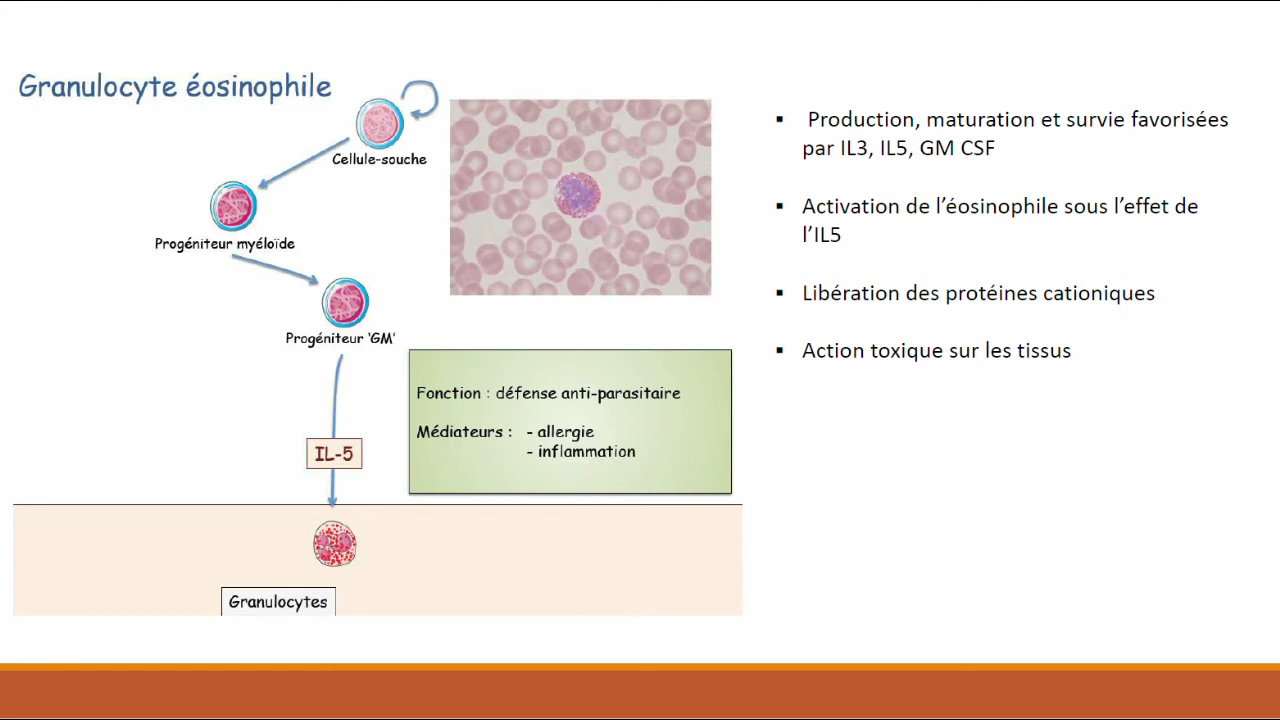 Granulocyte éosinophile
Cellule-souche
Progéniteur myéloïde
Progéniteur ‘GM’
IL-5
Granulocytes
Fonction : défense anti-parasitaire
Médiateurs : - allergie
- inflammation
▪ Production, maturation et survie favorisées
par IL3, IL5, GM CSF
▪ Activation de l’éosinophile sous l’effet de
l’IL5
▪ Libération des protéines cationiques
▪ Action toxique sur les tissus